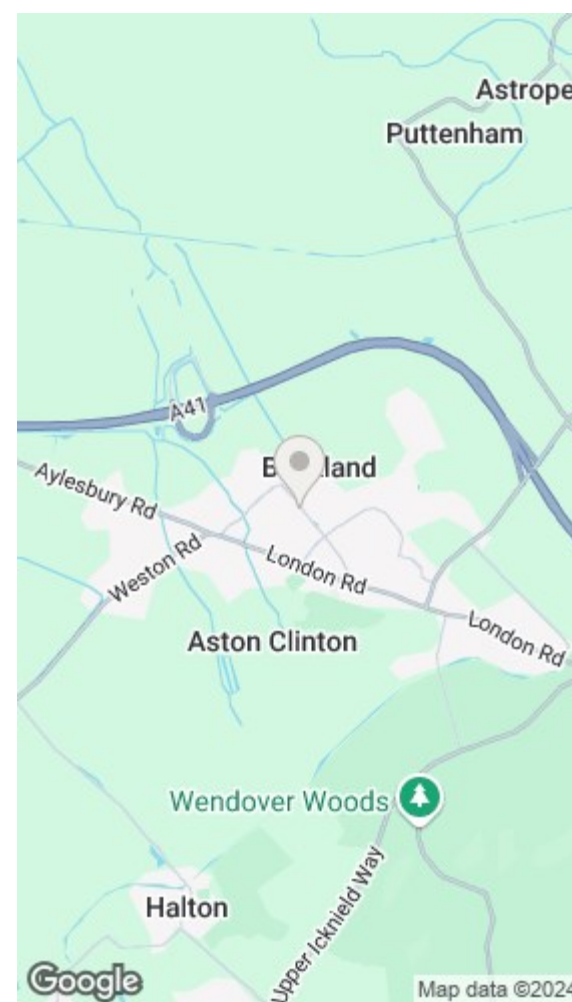 Astrope
Puttenham
A41
Aylesbury Rd
Weston Rd
London Rd
London Rd
Aston Clinton
Wendover Woods
Halton
Upper Icknield Way
Google
Map data ©2024